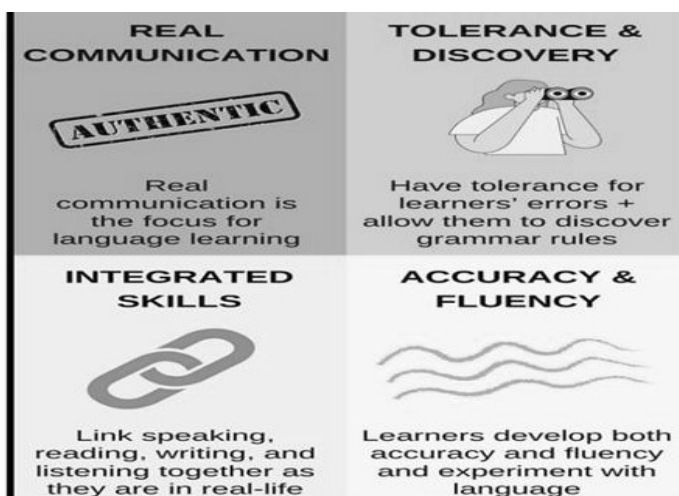 REAL
COMMUNICATION
AUTHENTIC
Real
communication is
the focus for
language learning
TOLERANCE &
DISCOVERY
Have tolerance for
learners' errors +
allow them to discover
grammar rules
INTEGRATED
SKILLS
Link speaking,
reading, writing, and
listening together as
they are in real-life
ACCURACY &
FLUENCY
Learners develop both
accuracy and fluency
and experiment with
language